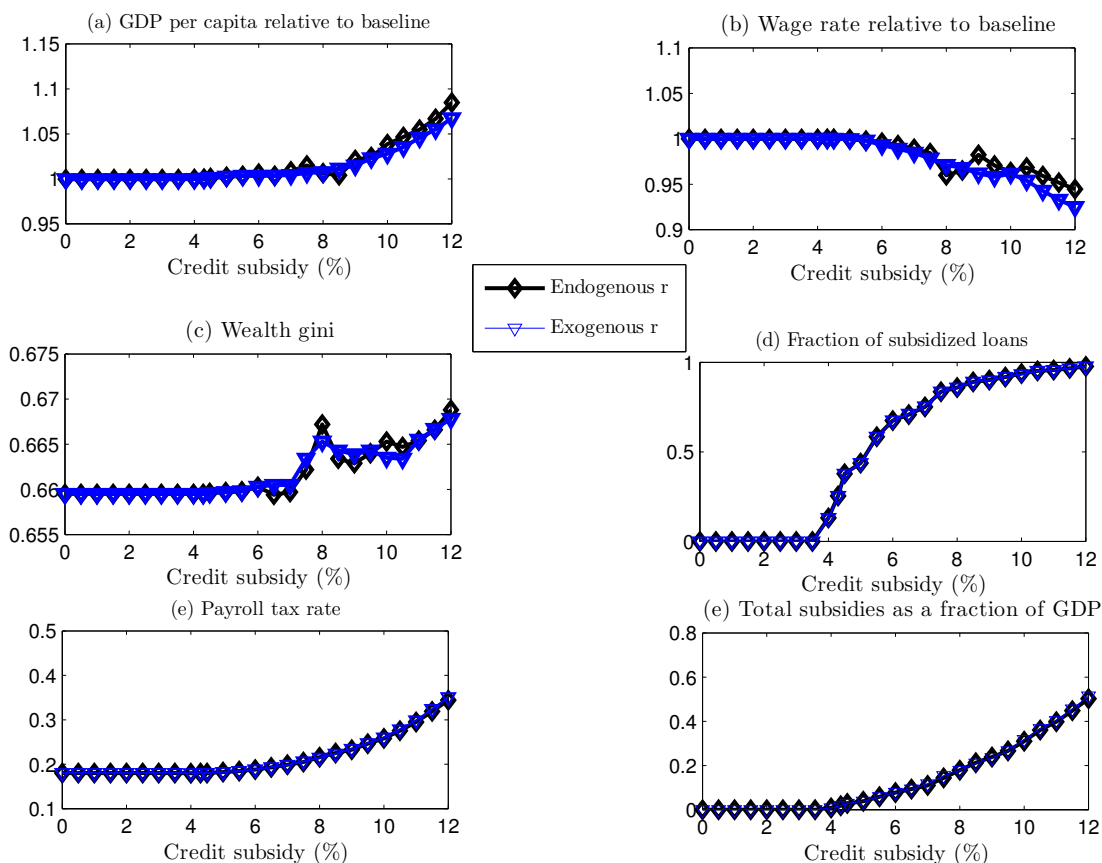 (a) GDP per capita relative to baseline
1.15
1.1
1.05
1
0.95
0 2 4 6 8 10 12
Credit subsidy (%)
(b) Wage rate relative to baseline
1.1
1.05
1
0.95
0.9
0 2 4 6 8 10 12
Credit subsidy (%)
Endogenous r
Exogenous r
(c) Wealth gini
0.675
0.67
0.665
0.66
0.655
0 2 4 6 8 10 12
Credit subsidy (%)
(d) Fraction of subsidized loans
1
0.5
0
0 2 4 6 8 10 12
Credit subsidy (%)
(e) Payroll tax rate
0.5
0.4
0.3
0.2
0.1
0 2 4 6 8 10 12
Credit subsidy (%)
(e) Total subsidies as a fraction of GDP
0.8
0.6
0.4
0.2
0
0 2 4 6 8 10 12
Credit subsidy (%)